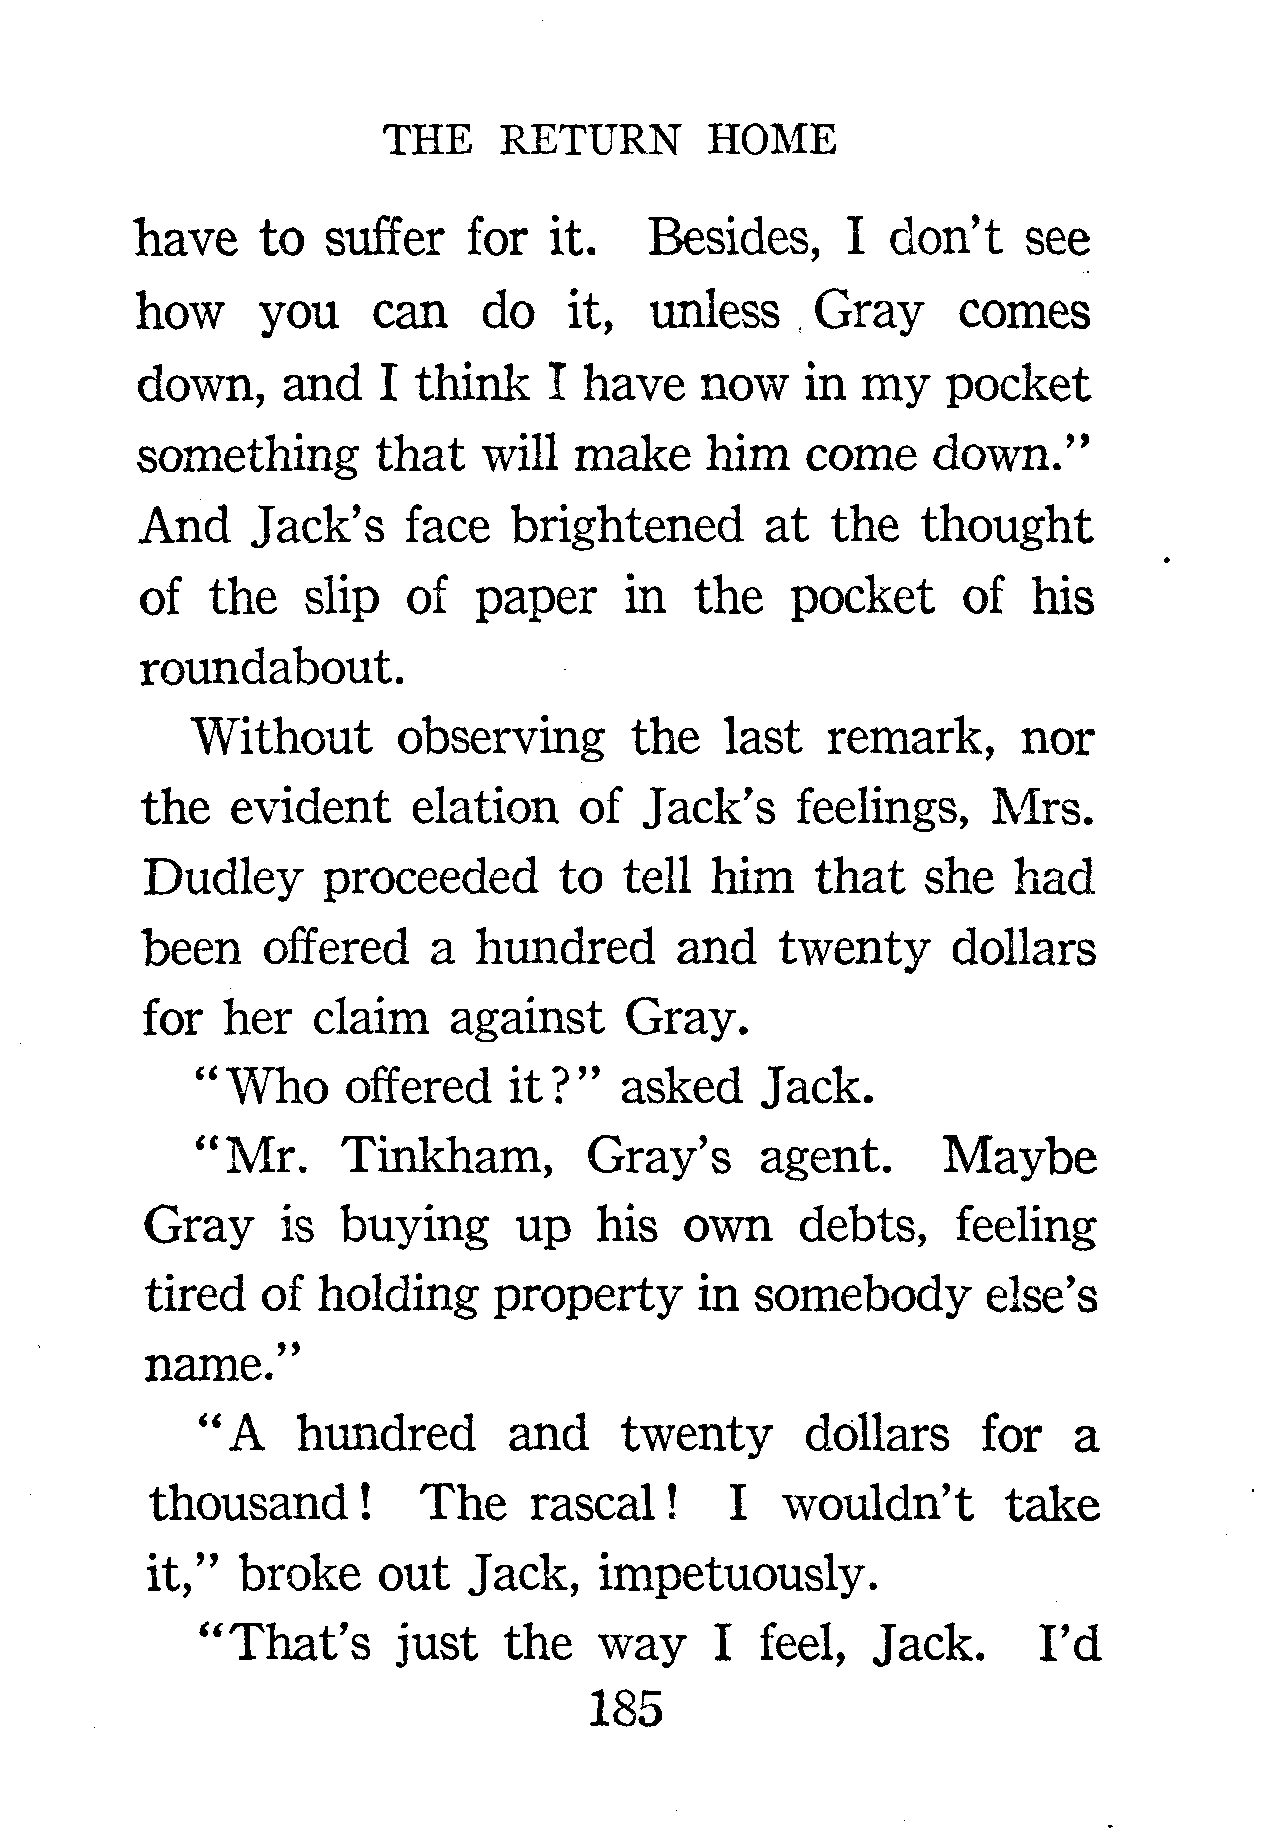 THE RETURN HOME
have to suffer for it. Besides, I don't see
how you can do it, unless Gray comes
down, and I think I have now in my pocket
something that will make him come down."
And Jack's face brightened at the thought
of the slip of paper in the pocket of his
roundabout.
Without observing the last remark, nor
the evident elation of Jack's feelings, Mrs.
Dudley proceeded to tell him that she had
been offered a hundred and twenty dollars
for her claim against Gray.
"Who offered it?" asked Jack.
"Mr. Tinkham, Gray's agent. Maybe
Gray is buying up his own debts, feeling
tired of holding property in somebody else's
name."
"A hundred and twenty dollars for a
thousand! The rascal! I wouldn't take
it," broke out Jack, impetuously.
"That's just the way I feel, Jack. I'd
185